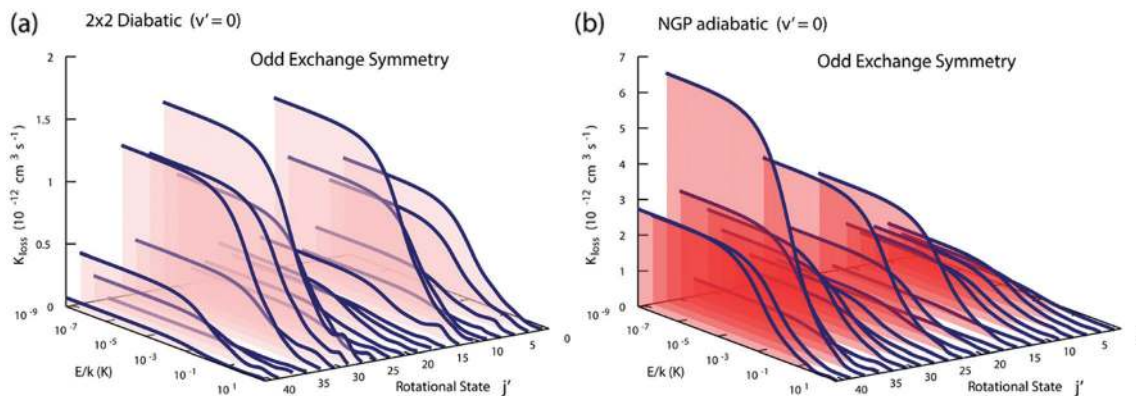 (a) 2x2 Diabatic (v' = 0)
Odd Exchange Symmetry
2
1.5
1
0.5
0
K loss (10 -12 cm 3 s -1)
10 -9
10 -7
10 -5
10 -3
10 -1
10 1
E/k (K)
40 35 30 25 20 15 10 5 0
Rotational State j'
(b) NGP adiabatic (v' = 0)
Odd Exchange Symmetry
7
6
5
4
3
2
1
0
K loss (10 -12 cm 3 s -1)
10 -9
10 -7
10 -5
10 -3
10 -1
10 1
E/k (K)
40 35 30 25 20 15 10 5
Rotational State j'